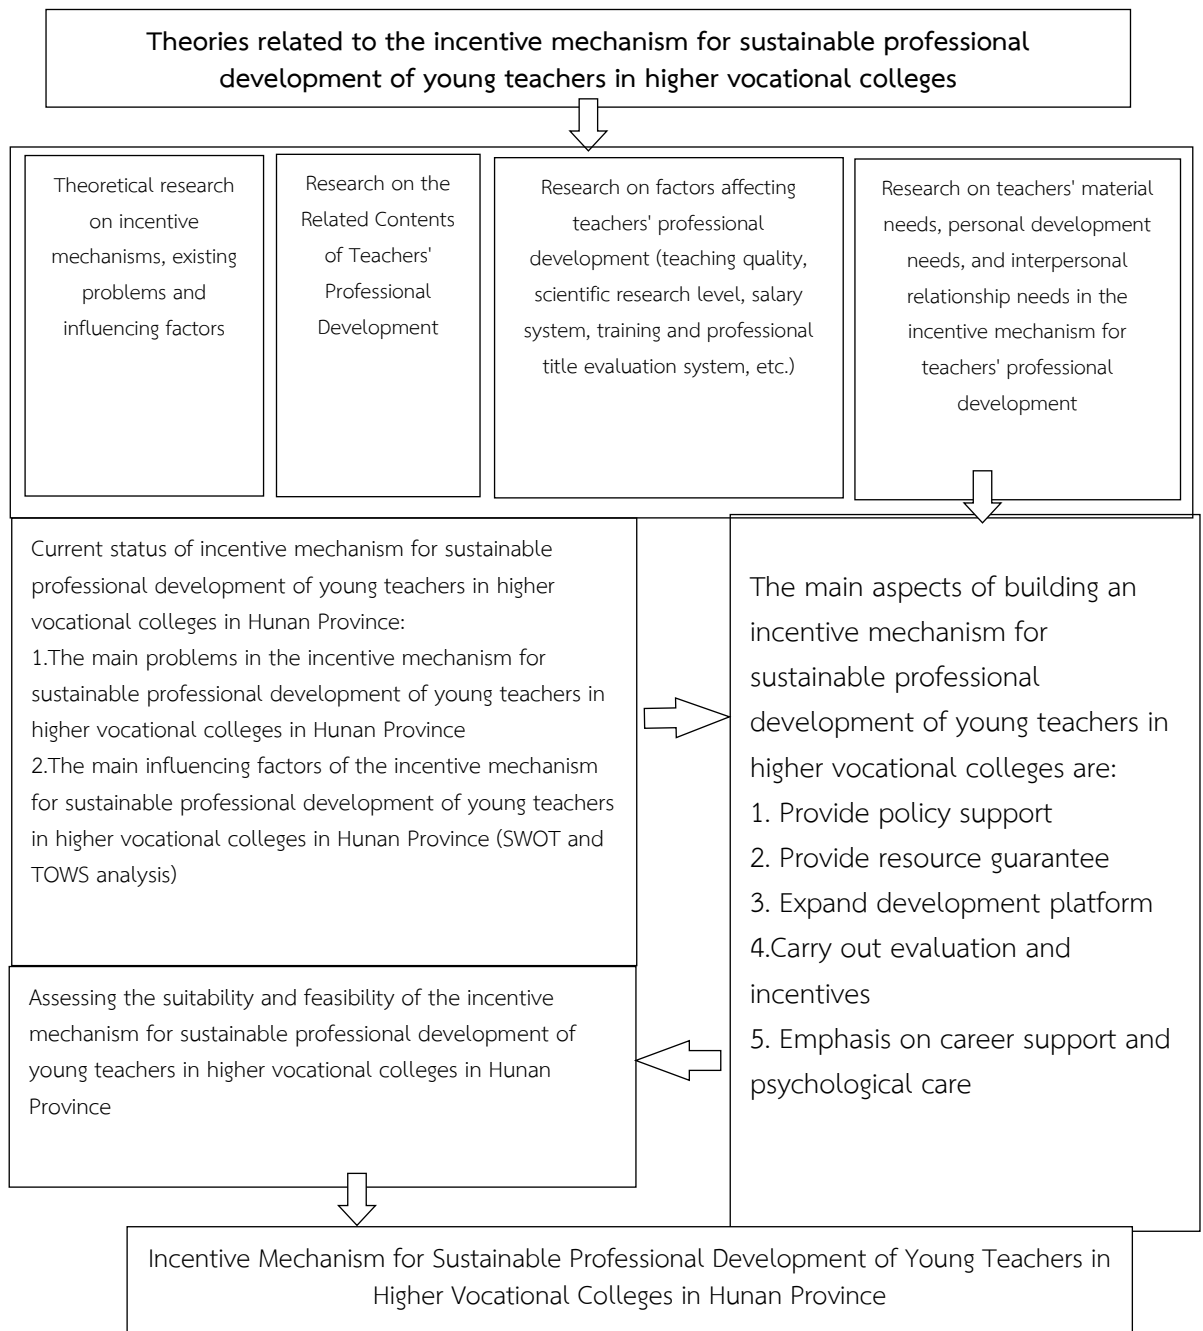 Theories related to the incentive mechanism for sustainable professional
development of young teachers in higher vocational colleges
Theoretical research
on incentive
mechanisms, existing
problems and
influencing factors
Research on the
Related Contents
of Teachers'
Professional
Development
Research on factors affecting
teachers' professional
development (teaching quality,
scientific research level, salary
system, training and professional
title evaluation system, etc.)
Research on teachers' material
needs, personal development
needs, and interpersonal
relationship needs in the
incentive mechanism for
teachers' professional
development
Current status of incentive mechanism for sustainable
professional development of young teachers in higher
vocational colleges in Hunan Province:
1.The main problems in the incentive mechanism for
sustainable professional development of young teachers in
higher vocational colleges in Hunan Province
2.The main influencing factors of the incentive mechanism
for sustainable professional development of young teachers
in higher vocational colleges in Hunan Province (SWOT and
TOWS analysis)
The main aspects of building an
incentive mechanism for
sustainable professional
development of young teachers in
higher vocational colleges are:
1. Provide policy support
2. Provide resource guarantee
3. Expand development platform
4.Carry out evaluation and
incentives
5. Emphasis on career support and
psychological care
Assessing the suitability and feasibility of the incentive
mechanism for sustainable professional development of
young teachers in higher vocational colleges in Hunan
Province
Incentive Mechanism for Sustainable Professional Development of Young Teachers in
Higher Vocational Colleges in Hunan Province